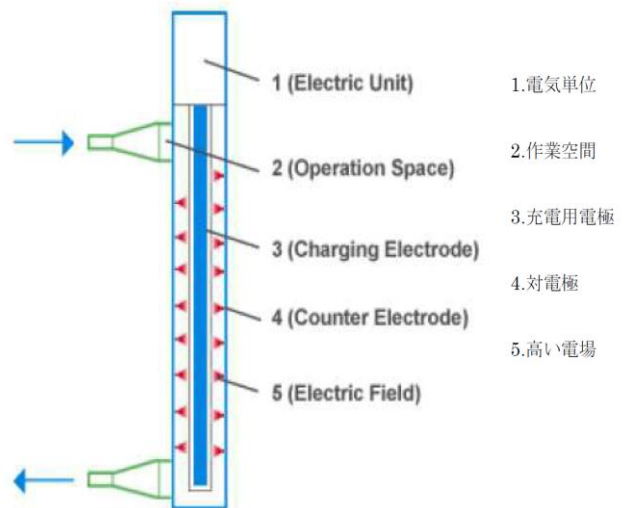 1 (Electric Unit)
2 (Operation Space)
3 (Charging Electrode)
4 (Counter Electrode)
5 (Electric Field)
1.電気単位
2.作業空間
3.充電用電極
4.対電極
5.高い電場